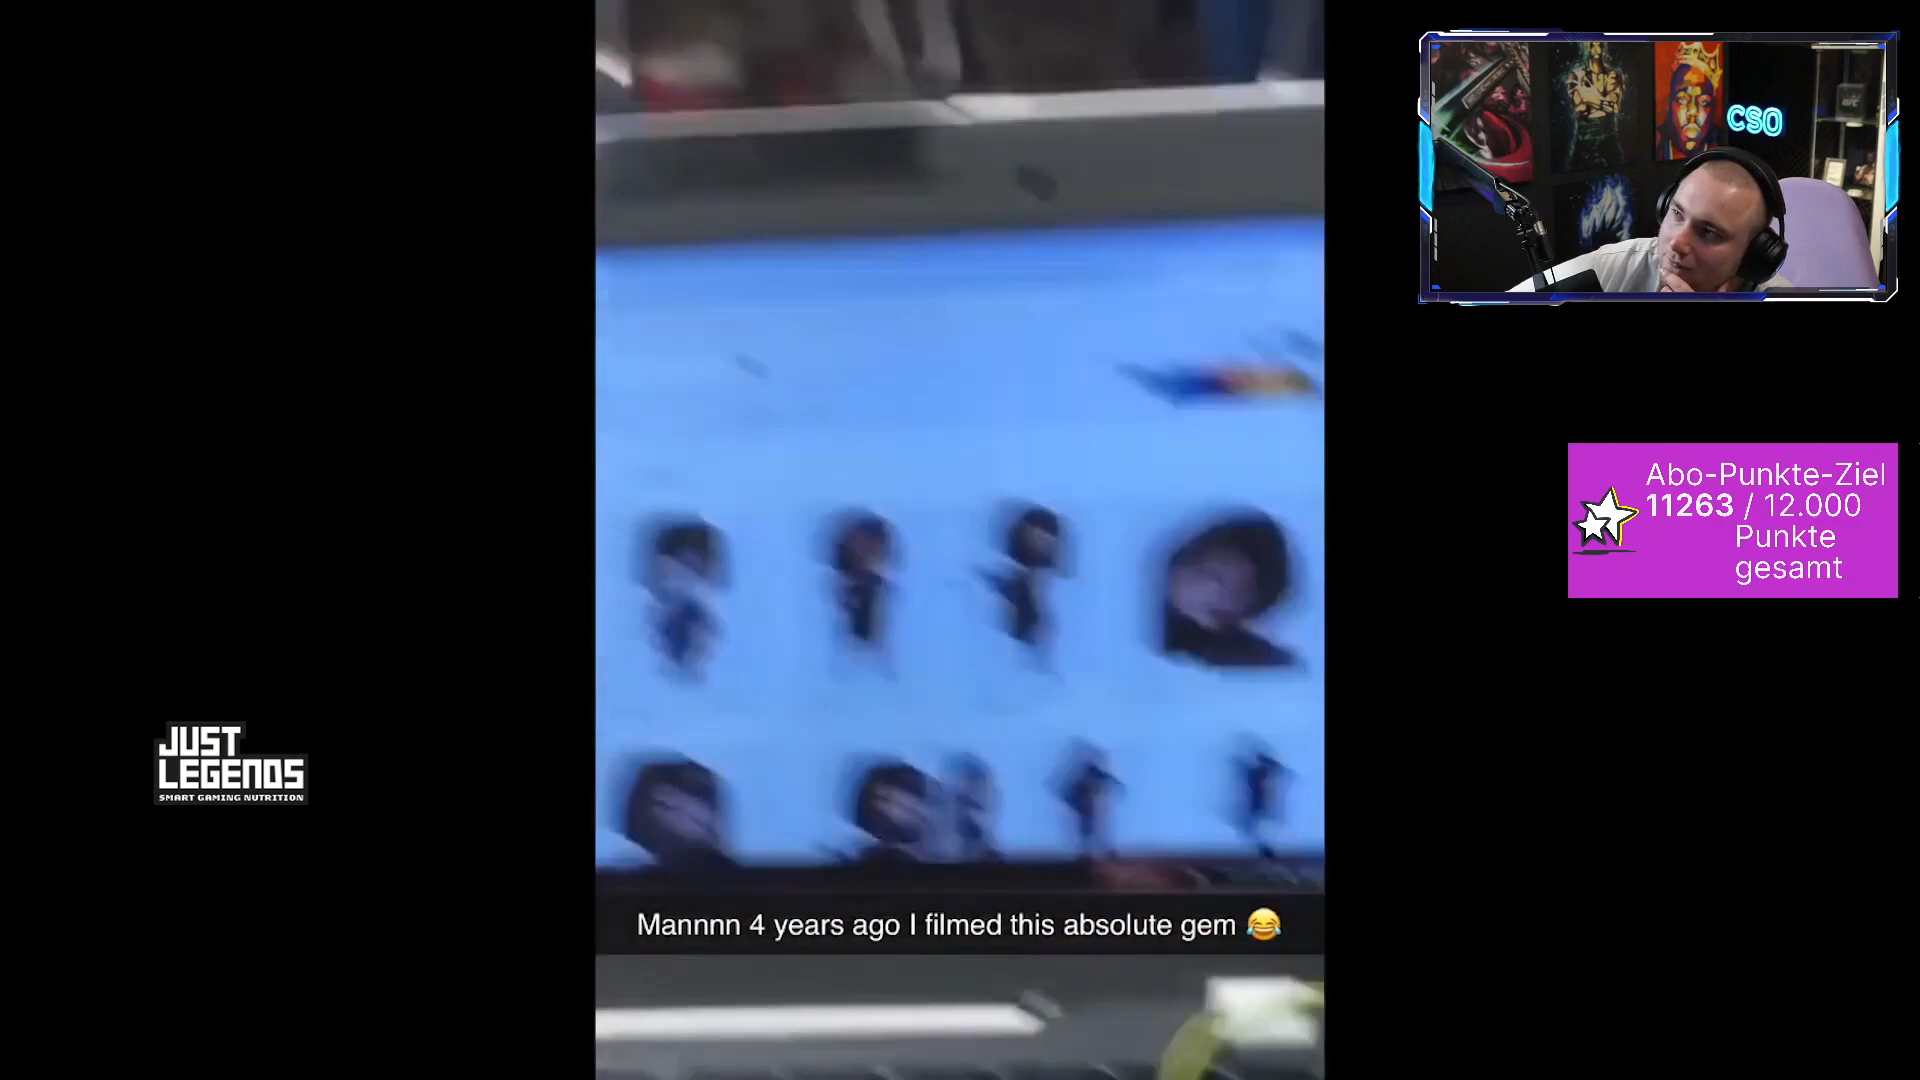 CSO
Abo-Punkte-Ziel
11263 / 12.000
Punkte
gesamt
JUST
LEGENDS
SMART GAMING NUTRITION
Mannnn 4 years ago I filmed this absolute gem 😂